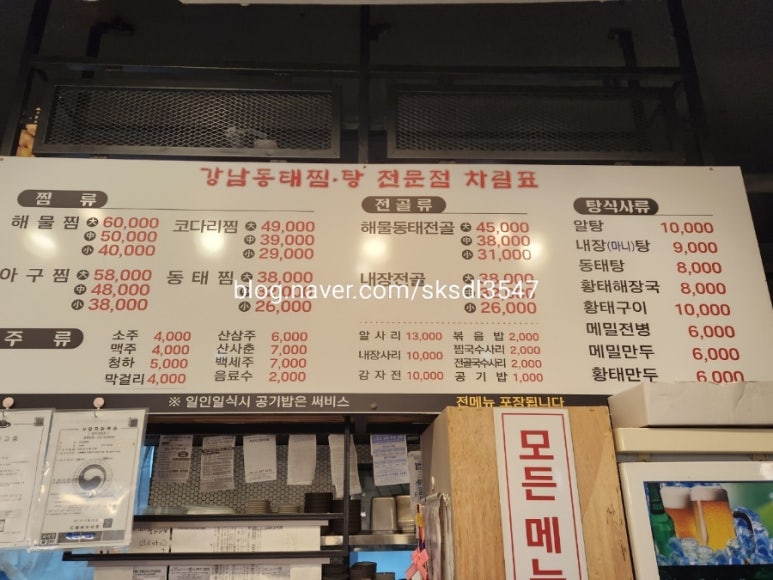 강남동태찜·탕 전문점 차림표
찜 류
해물찜 大 60,000
中 50,000
小 40,000
코다리찜 大 49,000
中 39,000
小 29,000
아구찜 大 58,000
中 48,000
小 38,000
동태찜 大 38,000
小 26,000
전골류
해물동태전골 大 45,000
中 38,000
小 31,000
내장전골 大 38,000
小 26,000
탕식사류
알탕 10,000
내장(마니)탕 9,000
동태탕 8,000
황태해장국 8,000
황태구이 10,000
메밀전병 6,000
메밀만두 6,000
황태만두 6,000
주 류
소주 4,000
맥주 4,000
청하 5,000
막걸리 4,000
산삼주 6,000
산사춘 7,000
백세주 7,000
음료수 2,000
알사리 13,000
내장사리 10,000
감자전 10,000
볶음밥 2,000
찜국수사리 2,000
전골국수사리 2,000
공기밥 1,000
※ 일인일식시 공기밥은 써비스
전메뉴 포장됩니다
blog.naver.com/sksdl3547
모든 메